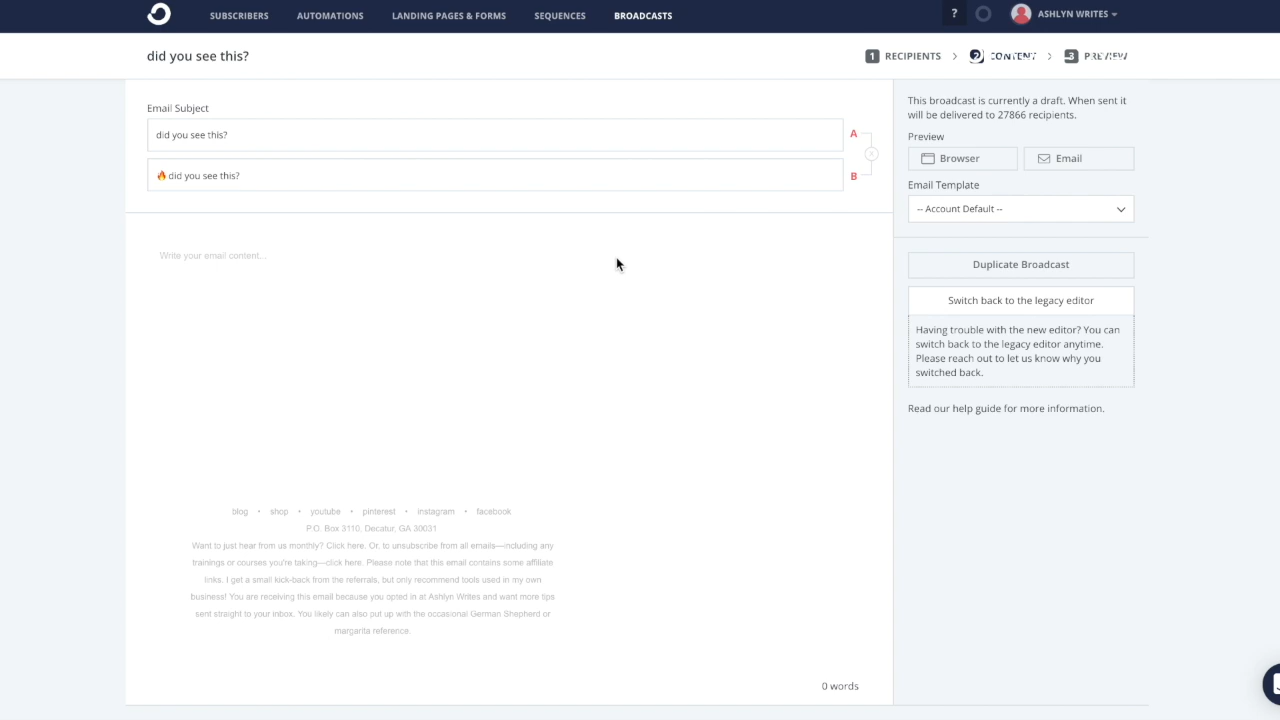 SUBSCRIBERS AUTOMATIONS LANDING PAGES & FORMS SEQUENCES BROADCASTS ? ASHLYN WRITES
did you see this? 1 RECIPIENTS 2 CONTENT 3 PREVIEW
Email Subject
did you see this? A
x
🔥 did you see this? B
Write your email content...
blog • shop • youtube • pinterest • instagram • facebook
P.O. Box 3110, Decatur, GA 30031
Want to just hear from us monthly? Click here. Or, to unsubscribe from all emails—including any
trainings or courses you're taking—click here. Please note that this email contains some affiliate
links. I get a small kick-back from the referrals, but only recommend tools used in my own
business! You are receiving this email because you opted in at Ashlyn Writes and want more tips
sent straight to your inbox. You likely can also put up with the occasional German Shepherd or
margarita reference.
0 words
This broadcast is currently a draft. When sent it
will be delivered to 27866 recipients.
Preview
Browser Email
Email Template
-- Account Default --
Duplicate Broadcast
Switch back to the legacy editor
Having trouble with the new editor? You can
switch back to the legacy editor anytime.
Please reach out to let us know why you
switched back.
Read our help guide for more information.